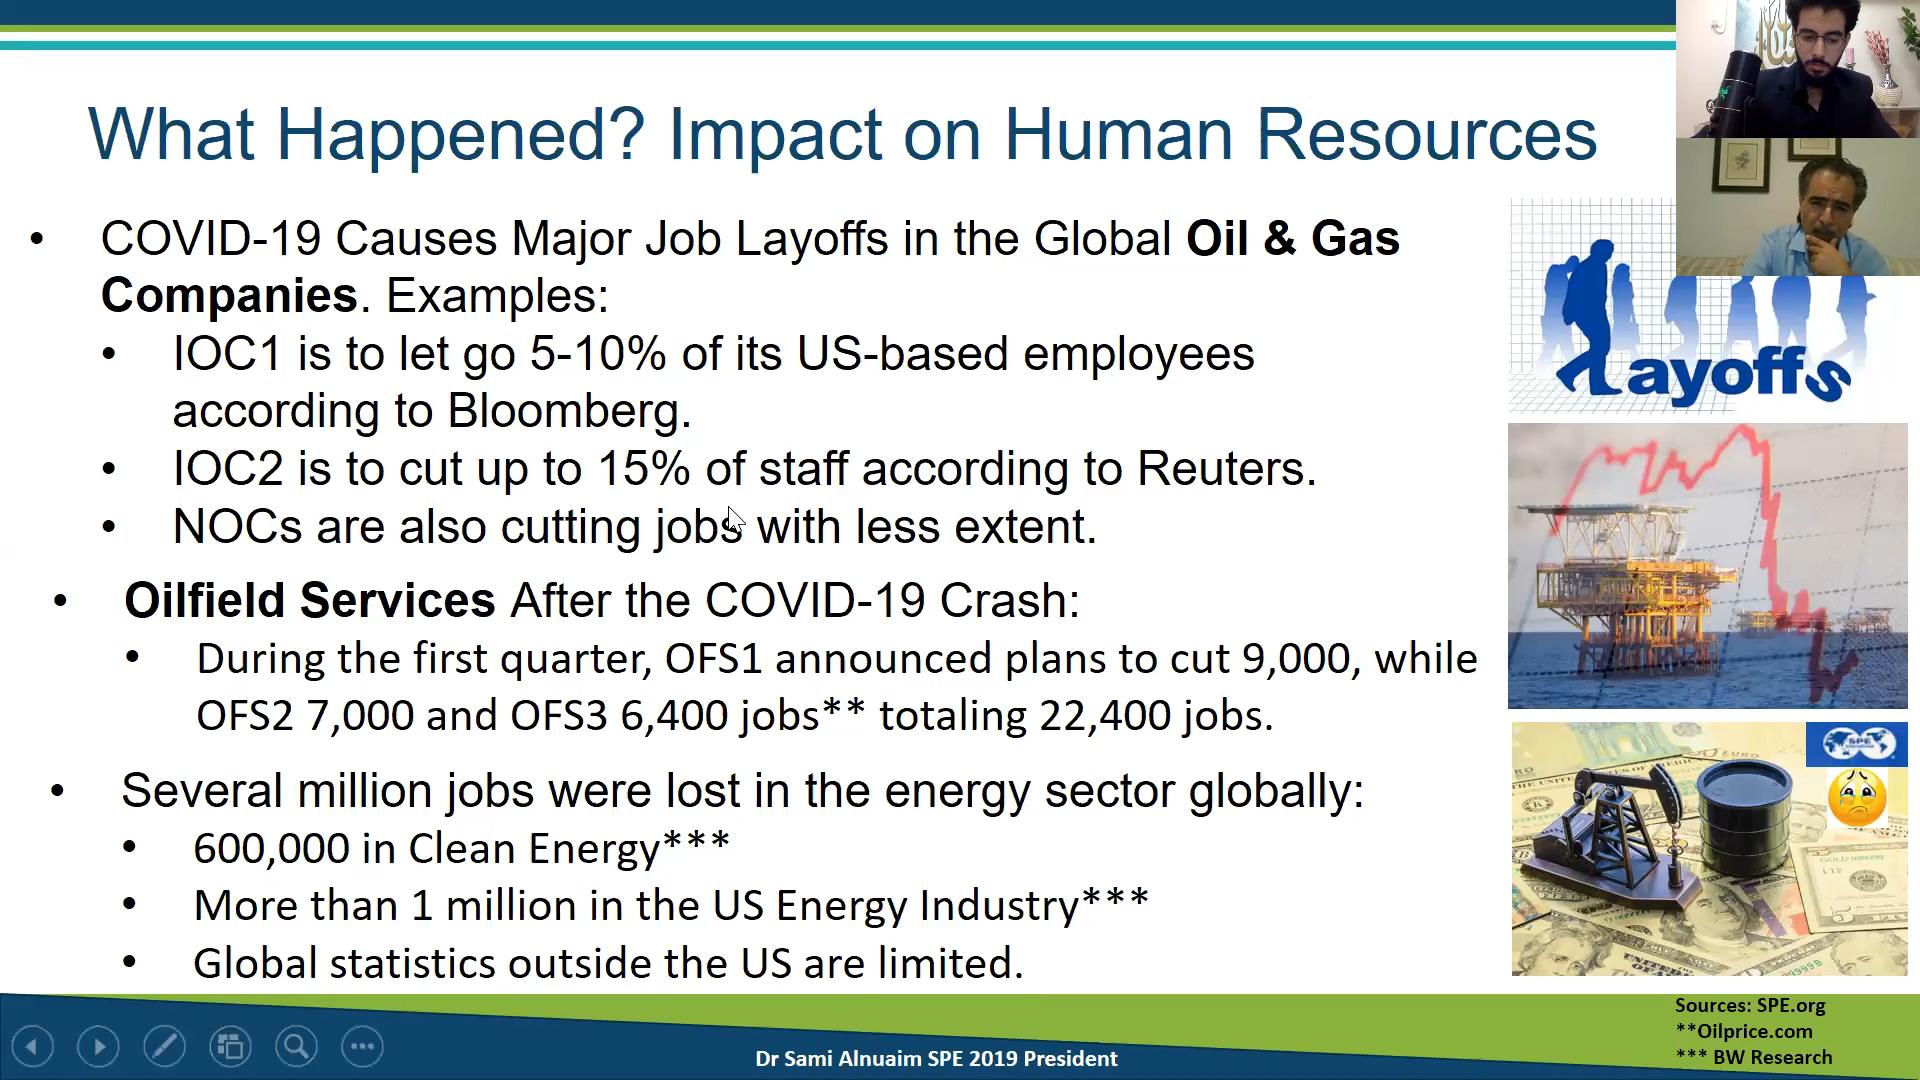 What Happened? Impact on Human Resources
• COVID-19 Causes Major Job Layoffs in the Global Oil & Gas
Companies. Examples:
• IOC1 is to let go 5-10% of its US-based employees
according to Bloomberg.
• IOC2 is to cut up to 15% of staff according to Reuters.
• NOCs are also cutting jobs with less extent.
• Oilfield Services After the COVID-19 Crash:
• During the first quarter, OFS1 announced plans to cut 9,000, while
OFS2 7,000 and OFS3 6,400 jobs** totaling 22,400 jobs.
• Several million jobs were lost in the energy sector globally:
• 600,000 in Clean Energy***
• More than 1 million in the US Energy Industry***
• Global statistics outside the US are limited.
ayoffs
SPE
Sources: SPE.org
**Oilprice.com
*** BW Research
Dr Sami Alnuaim SPE 2019 President